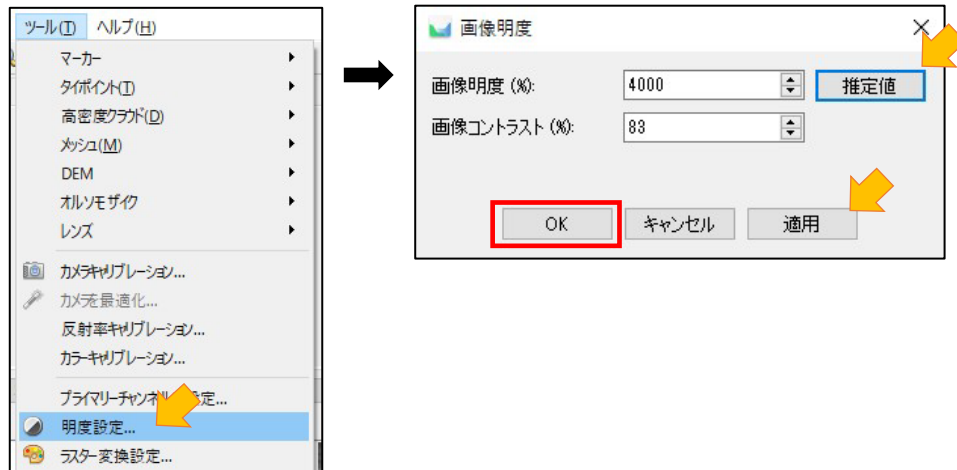 ツール(T) ヘルプ(H)
マーカー
タイポイント(T)
高密度クラウド(D)
メッシュ(M)
DEM
オルソモザイク
レンズ
カメラキャリブレーション...
カメラを最適化...
反射率キャリブレーション...
カラーキャリブレーション...
プライマリーチャンネル 設定...
明度設定...
ラスター変換設定...
画像明度
画像明度 (%): 4000 推定値
画像コントラスト (%): 83
OK キャンセル 適用